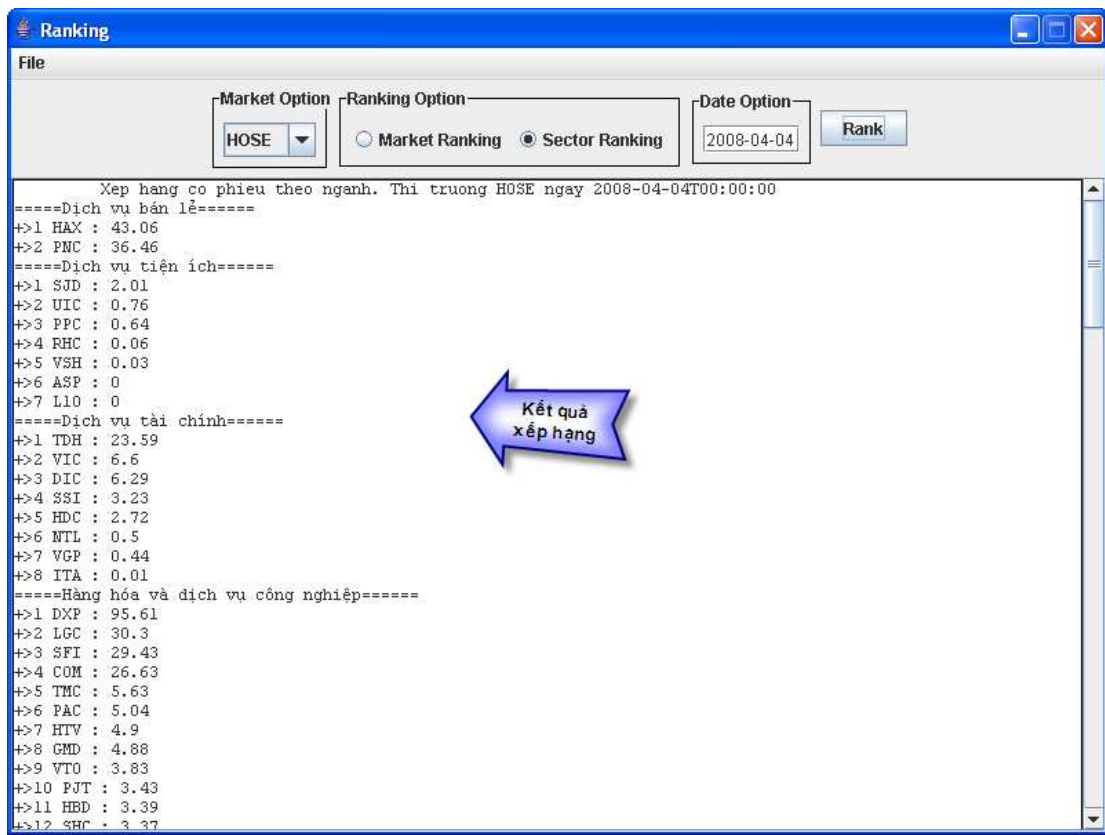 Ranking
File
Market Option
Ranking Option
Date Option
HOSE
Market Ranking
Sector Ranking
2008-04-04
Rank
Xep hang co phieu theo nganh. Thi truong HOSE ngay 2008-04-04T00:00:00
=====Dịch vụ bán lẻ======
+>1 HAX : 43.06
+>2 PNC : 36.46
=====Dịch vụ tiện ích======
+>1 SJD : 2.01
+>2 UIC : 0.76
+>3 PPC : 0.64
+>4 RHC : 0.06
+>5 VSH : 0.03
+>6 ASP : 0
+>7 L10 : 0
=====Dịch vụ tài chính======
+>1 TDH : 23.59
+>2 VIC : 6.6
+>3 DIC : 6.29
+>4 SSI : 3.23
+>5 HDC : 2.72
+>6 NTL : 0.5
+>7 VGP : 0.44
+>8 ITA : 0.01
=====Hàng hóa và dịch vụ công nghiệp======
+>1 DXP : 95.61
+>2 LGC : 30.3
+>3 SFI : 29.43
+>4 COM : 26.63
+>5 TMC : 5.63
+>6 PAC : 5.04
+>7 HTV : 4.9
+>8 GMD : 4.88
+>9 VTO : 3.83
+>10 PJT : 3.43
+>11 HBD : 3.39
+>12 SHC : 3.37
Kết quả
xếp hạng